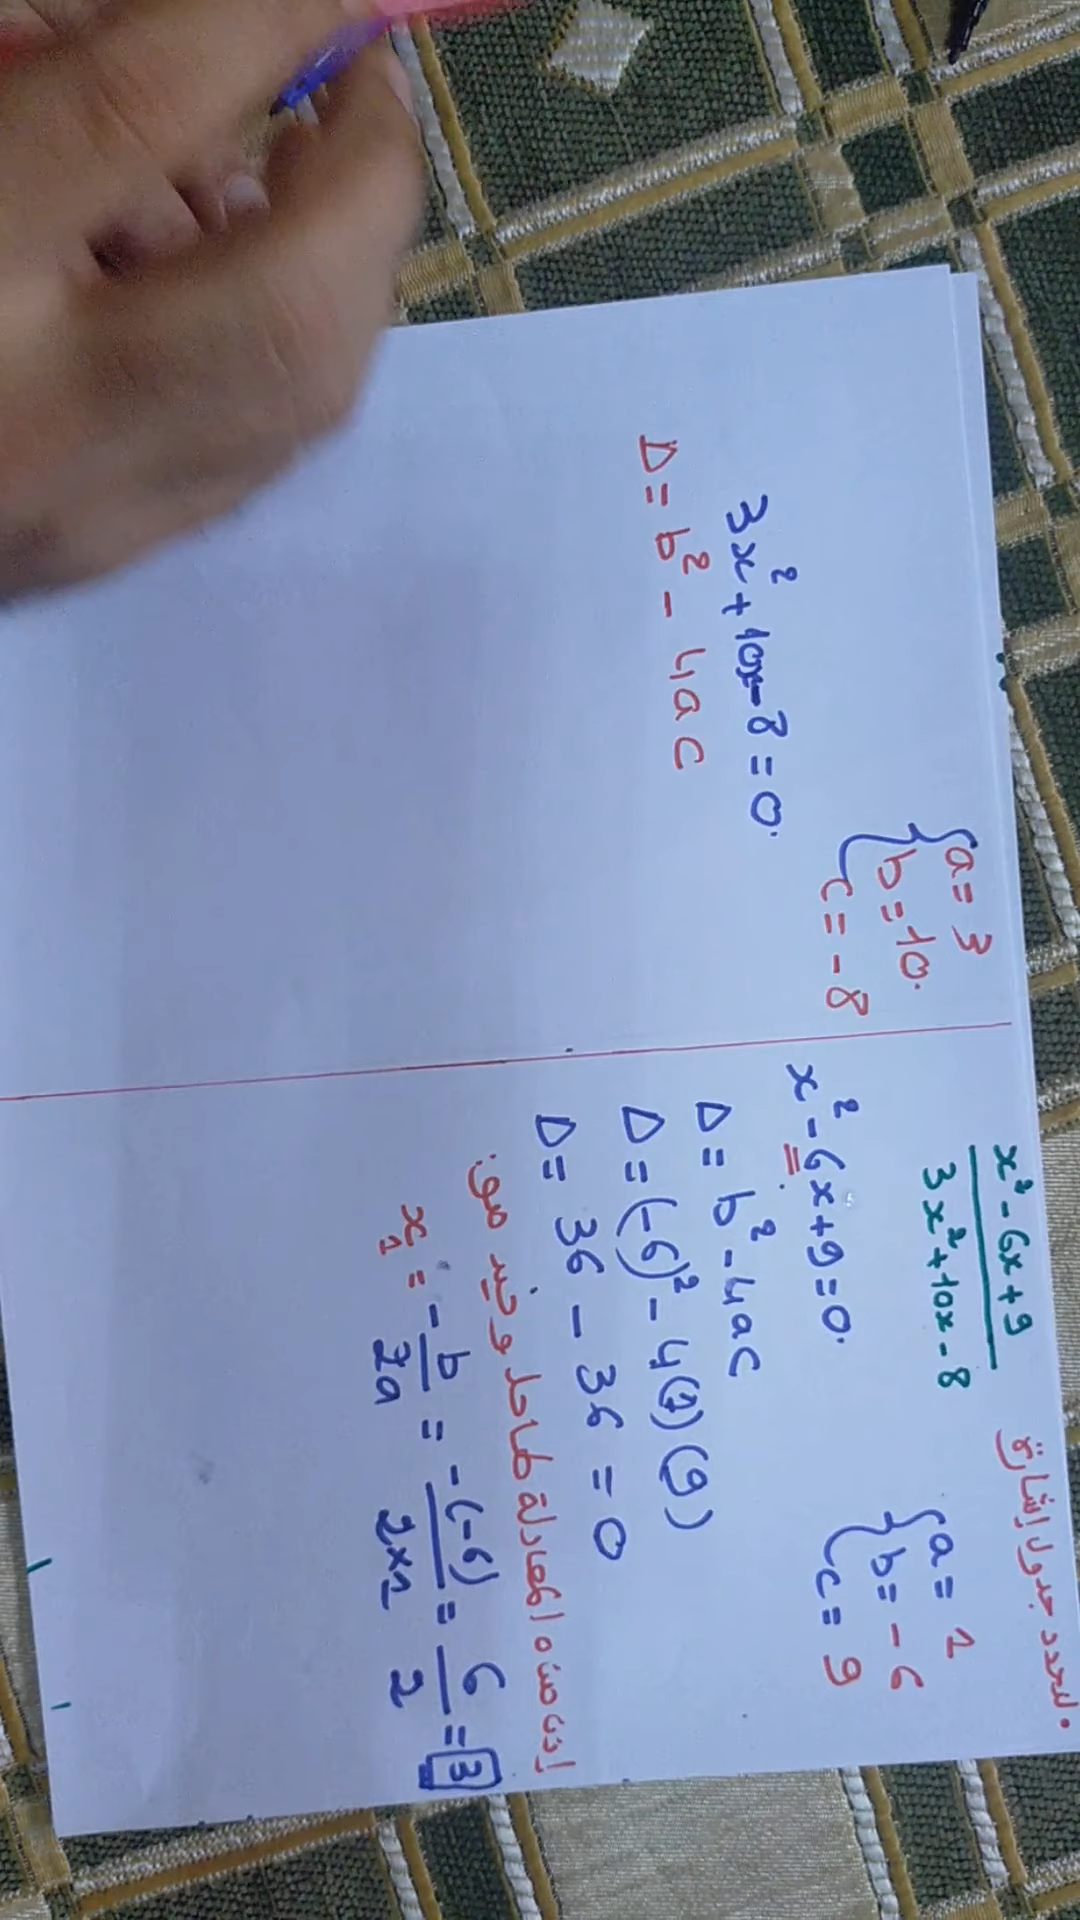 • لنحدد جدول إشارة
x² - 6x + 9
3x² + 10x - 8
a = 1
b = - 6
c = 9
x² - 6x + 9 = 0.
Δ = b² - 4ac
Δ = (-6)² - 4(1)(9)
Δ = 36 - 36 = 0
إذن هذه المعادلة لها حل وحيد هو:
x₁ = -b/2a = -(-6)/2×1 = 6/2 = 3
a = 3
b = 10.
c = - 8
3x² + 10x - 8 = 0.
Δ = b² - 4ac